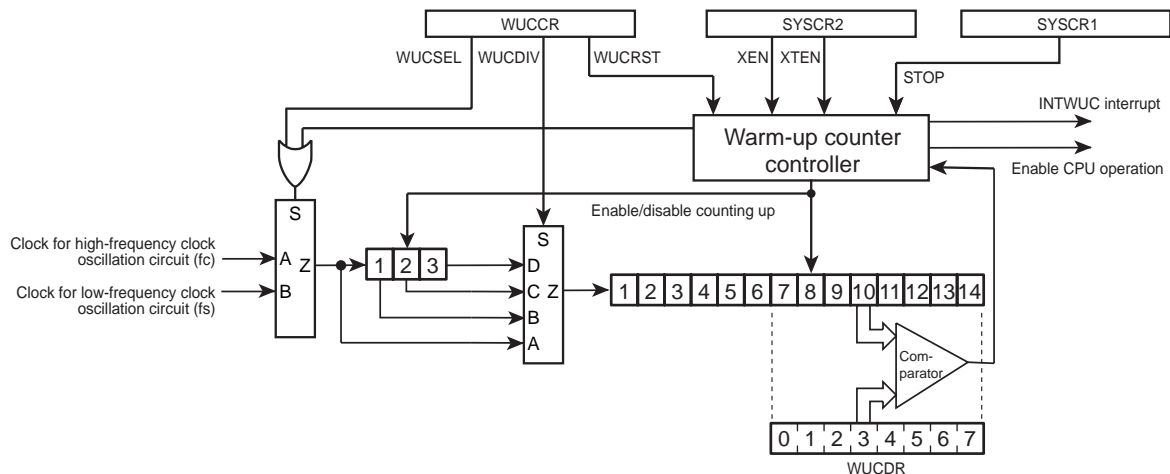 WUCCR
SYSCR2
SYSCR1
WUCSEL
WUCDIV
WUCRST
XEN
XTEN
STOP
INTWUC interrupt
Warm-up counter
controller
Enable CPU operation
S
Enable/disable counting up
S
Clock for high-frequency clock
oscillation circuit (fc)
A
Z
1 2 3
D
Clock for low-frequency clock
oscillation circuit (fs)
B
C
Z
B
A
1 2 3 4 5 6 7 8 9 10 11 12 13 14
Com-
parator
0 1 2 3 4 5 6 7
WUCDR